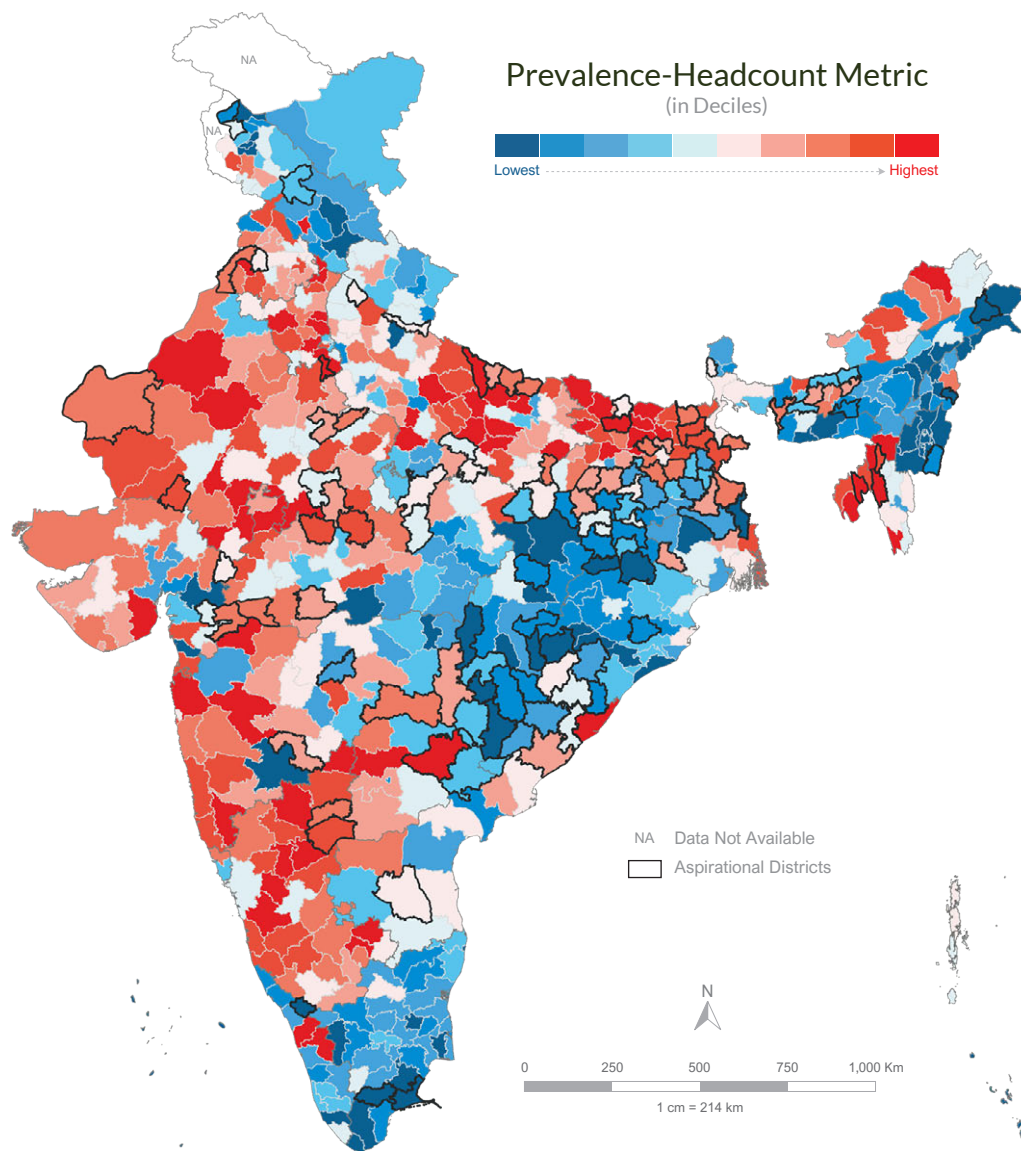 NA
Prevalence-Headcount Metric
(in Deciles)
NA
Lowest Highest
NA Data Not Available
Aspirational Districts
N
0 250 500 750 1,000 Km
1 cm = 214 km